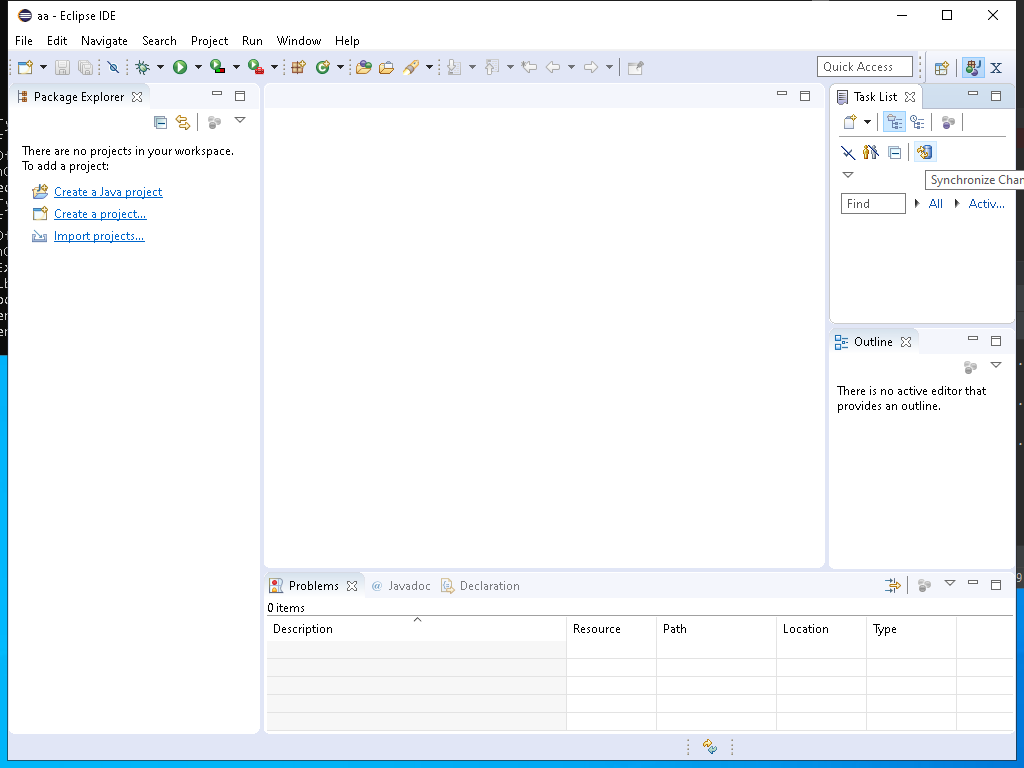 aa - Eclipse IDE
File Edit Navigate Search Project Run Window Help
Quick Access
Package Explorer
There are no projects in your workspace.
To add a project:
Create a Java project
Create a project...
Import projects...
Task List
Synchronize Chan
Find All Activ...
Outline
There is no active editor that
provides an outline.
Problems @ Javadoc Declaration
0 items
Description Resource Path Location Type